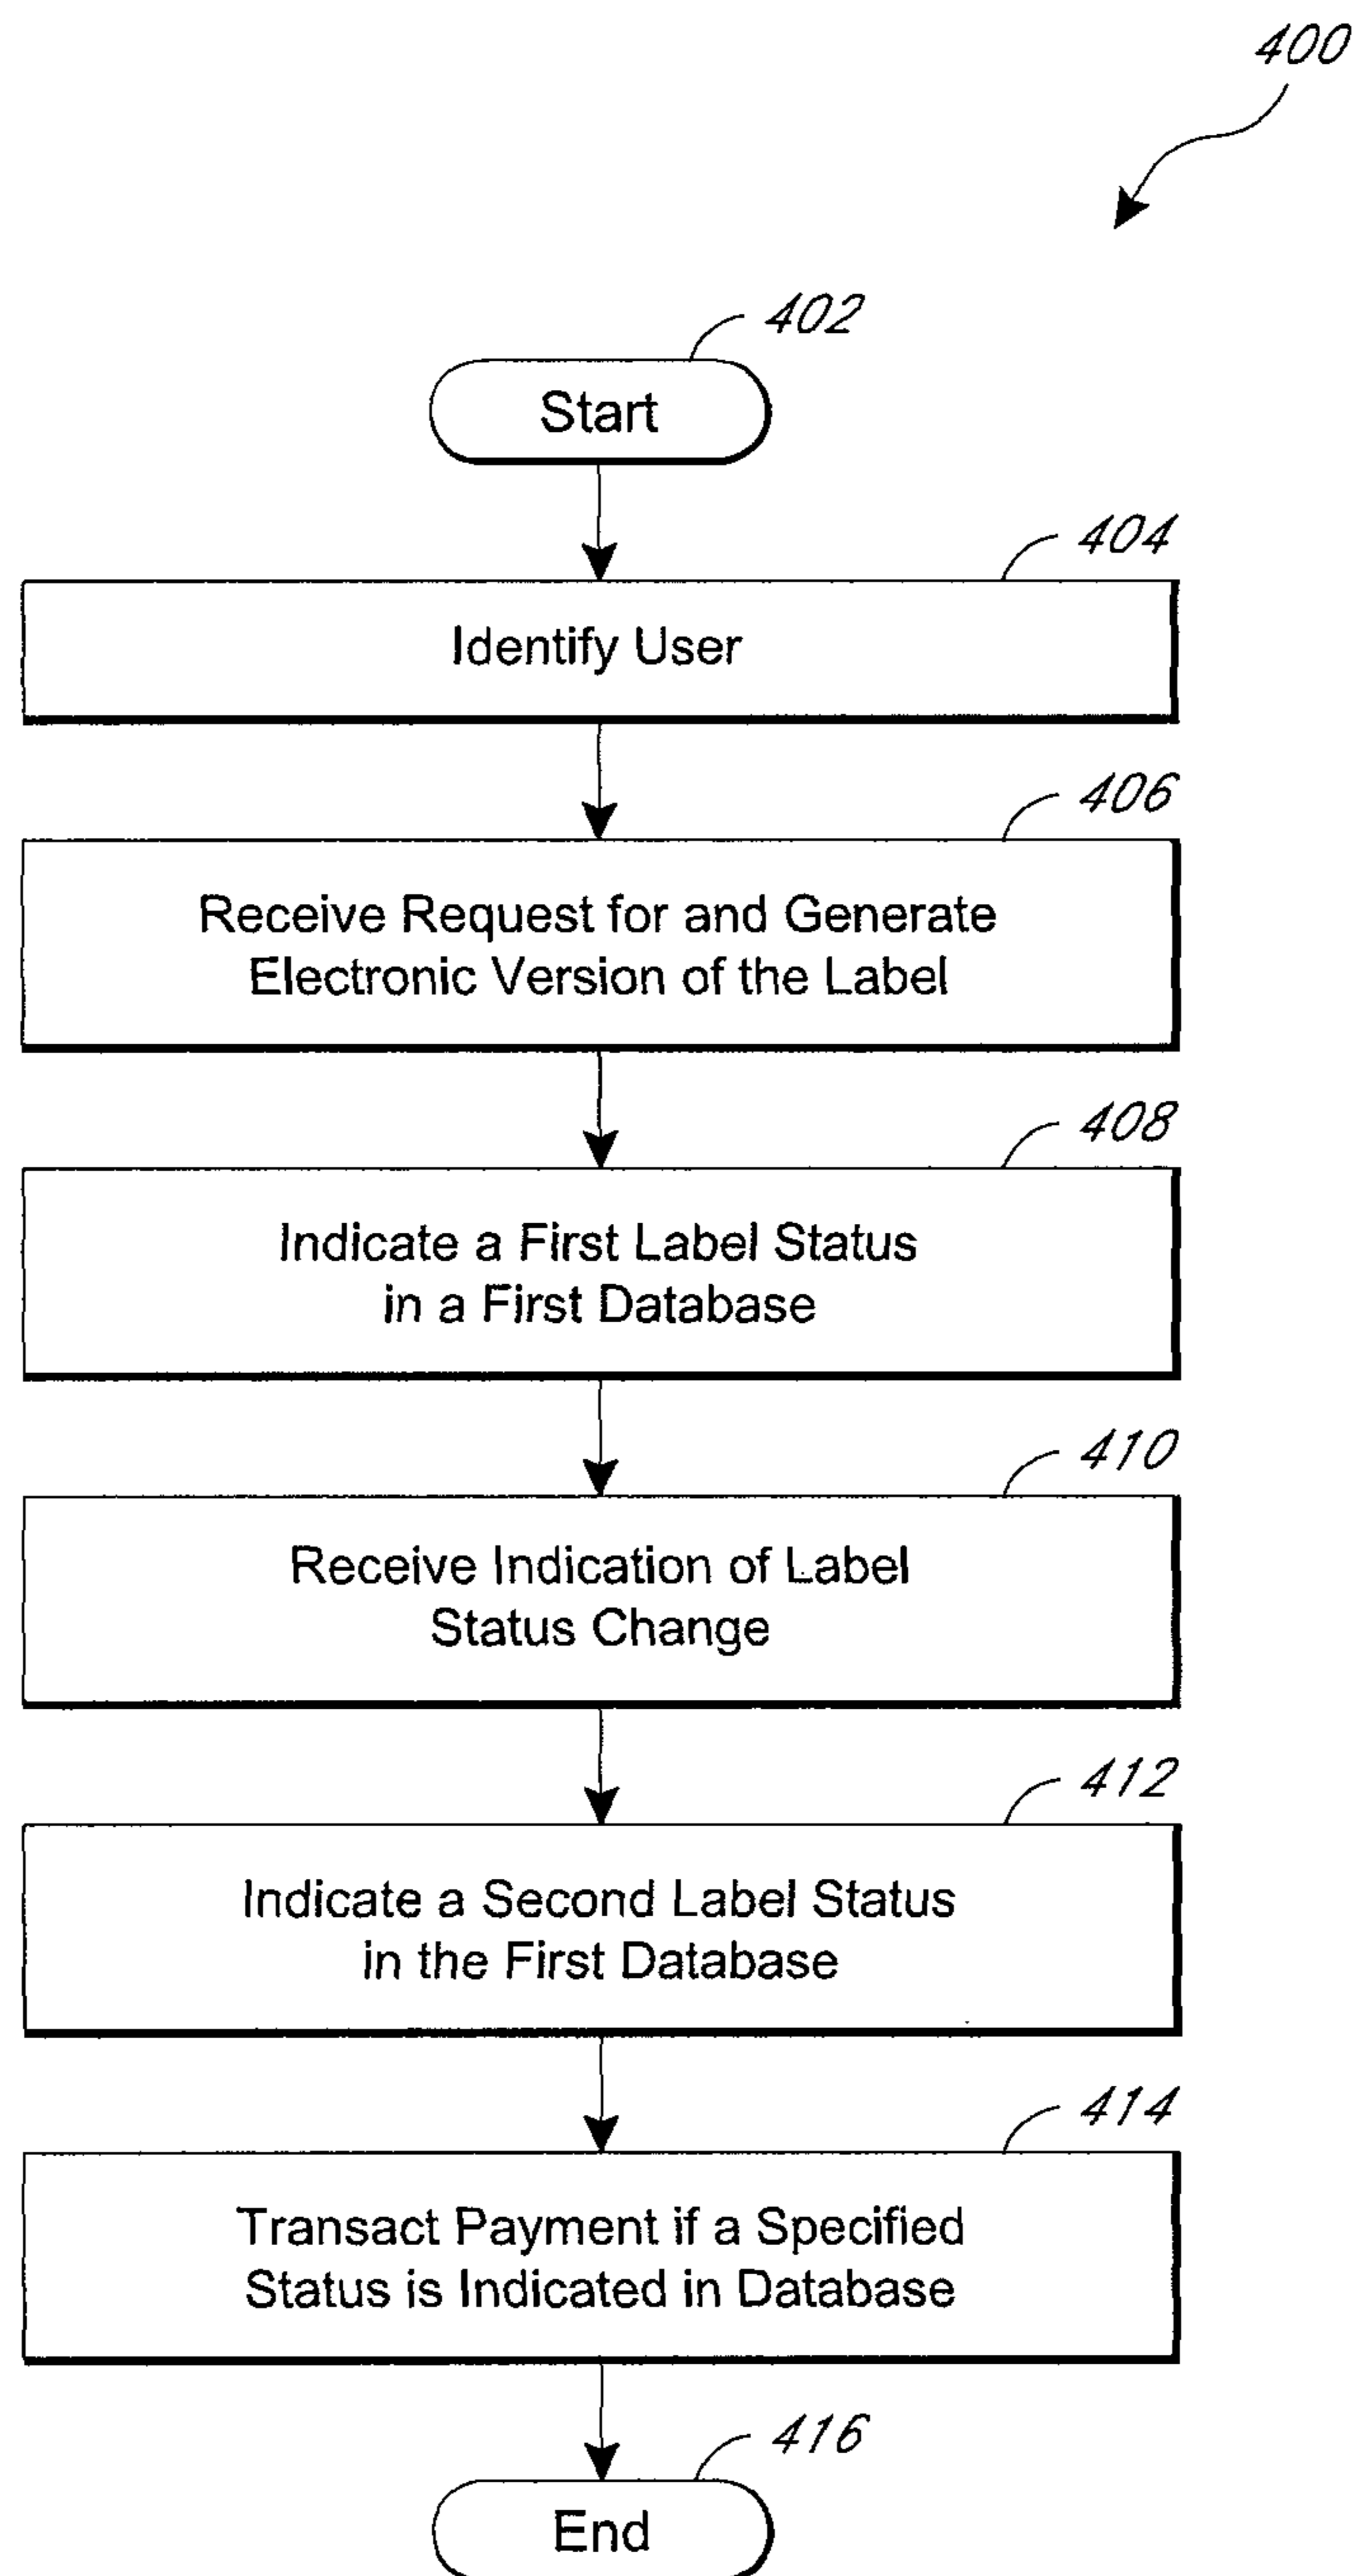 400
402
Start
404
Identify User
406
Receive Request for and Generate
Electronic Version of the Label
408
Indicate a First Label Status
in a First Database
410
Receive Indication of Label
Status Change
412
Indicate a Second Label Status
in the First Database
414
Transact Payment if a Specified
Status is Indicated in Database
416
End